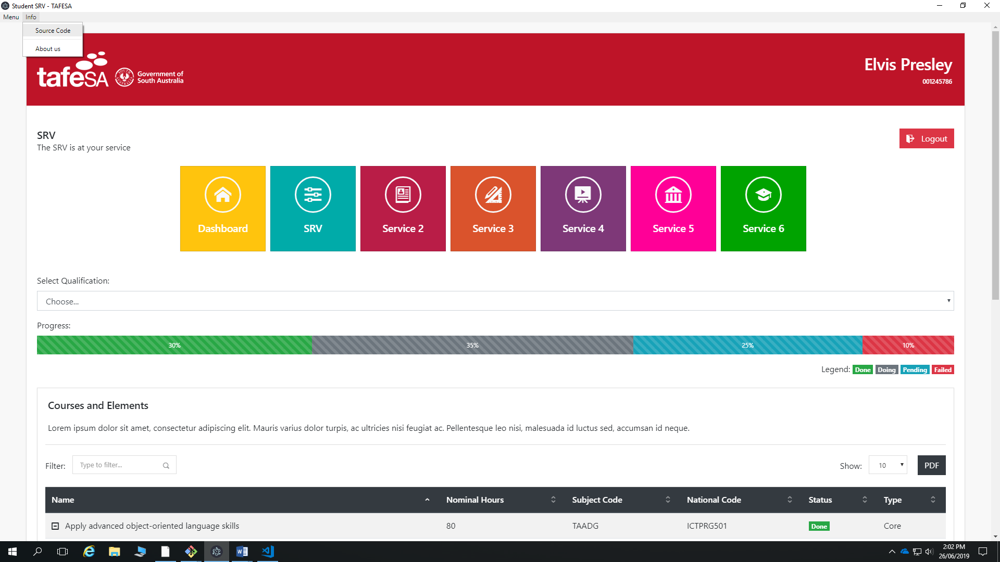 Student SRV - TAFESA
Menu Info
Source Code
About us
tafeSA
SOUTH AUSTRALIA
Government of
South Australia
Elvis Presley
001245786
SRV
The SRV is at your service
Logout
Dashboard
SRV
Service 2
Service 3
Service 4
Service 5
Service 6
Select Qualification:
Choose...
Progress:
30% 35% 25% 10%
Legend: Done Doing Pending Failed
Courses and Elements
Lorem ipsum dolor sit amet, consectetur adipiscing elit. Mauris varius dolor turpis, ac ultricies nisi feugiat ac. Pellentesque leo nisi, malesuada id luctus sed, accumsan id neque.
Filter: Type to filter... Show: 10 PDF
Name Nominal Hours Subject Code National Code Status Type
Apply advanced object-oriented language skills 80 TAADG ICTPRG501 Done Core
2:02 PM
26/06/2019